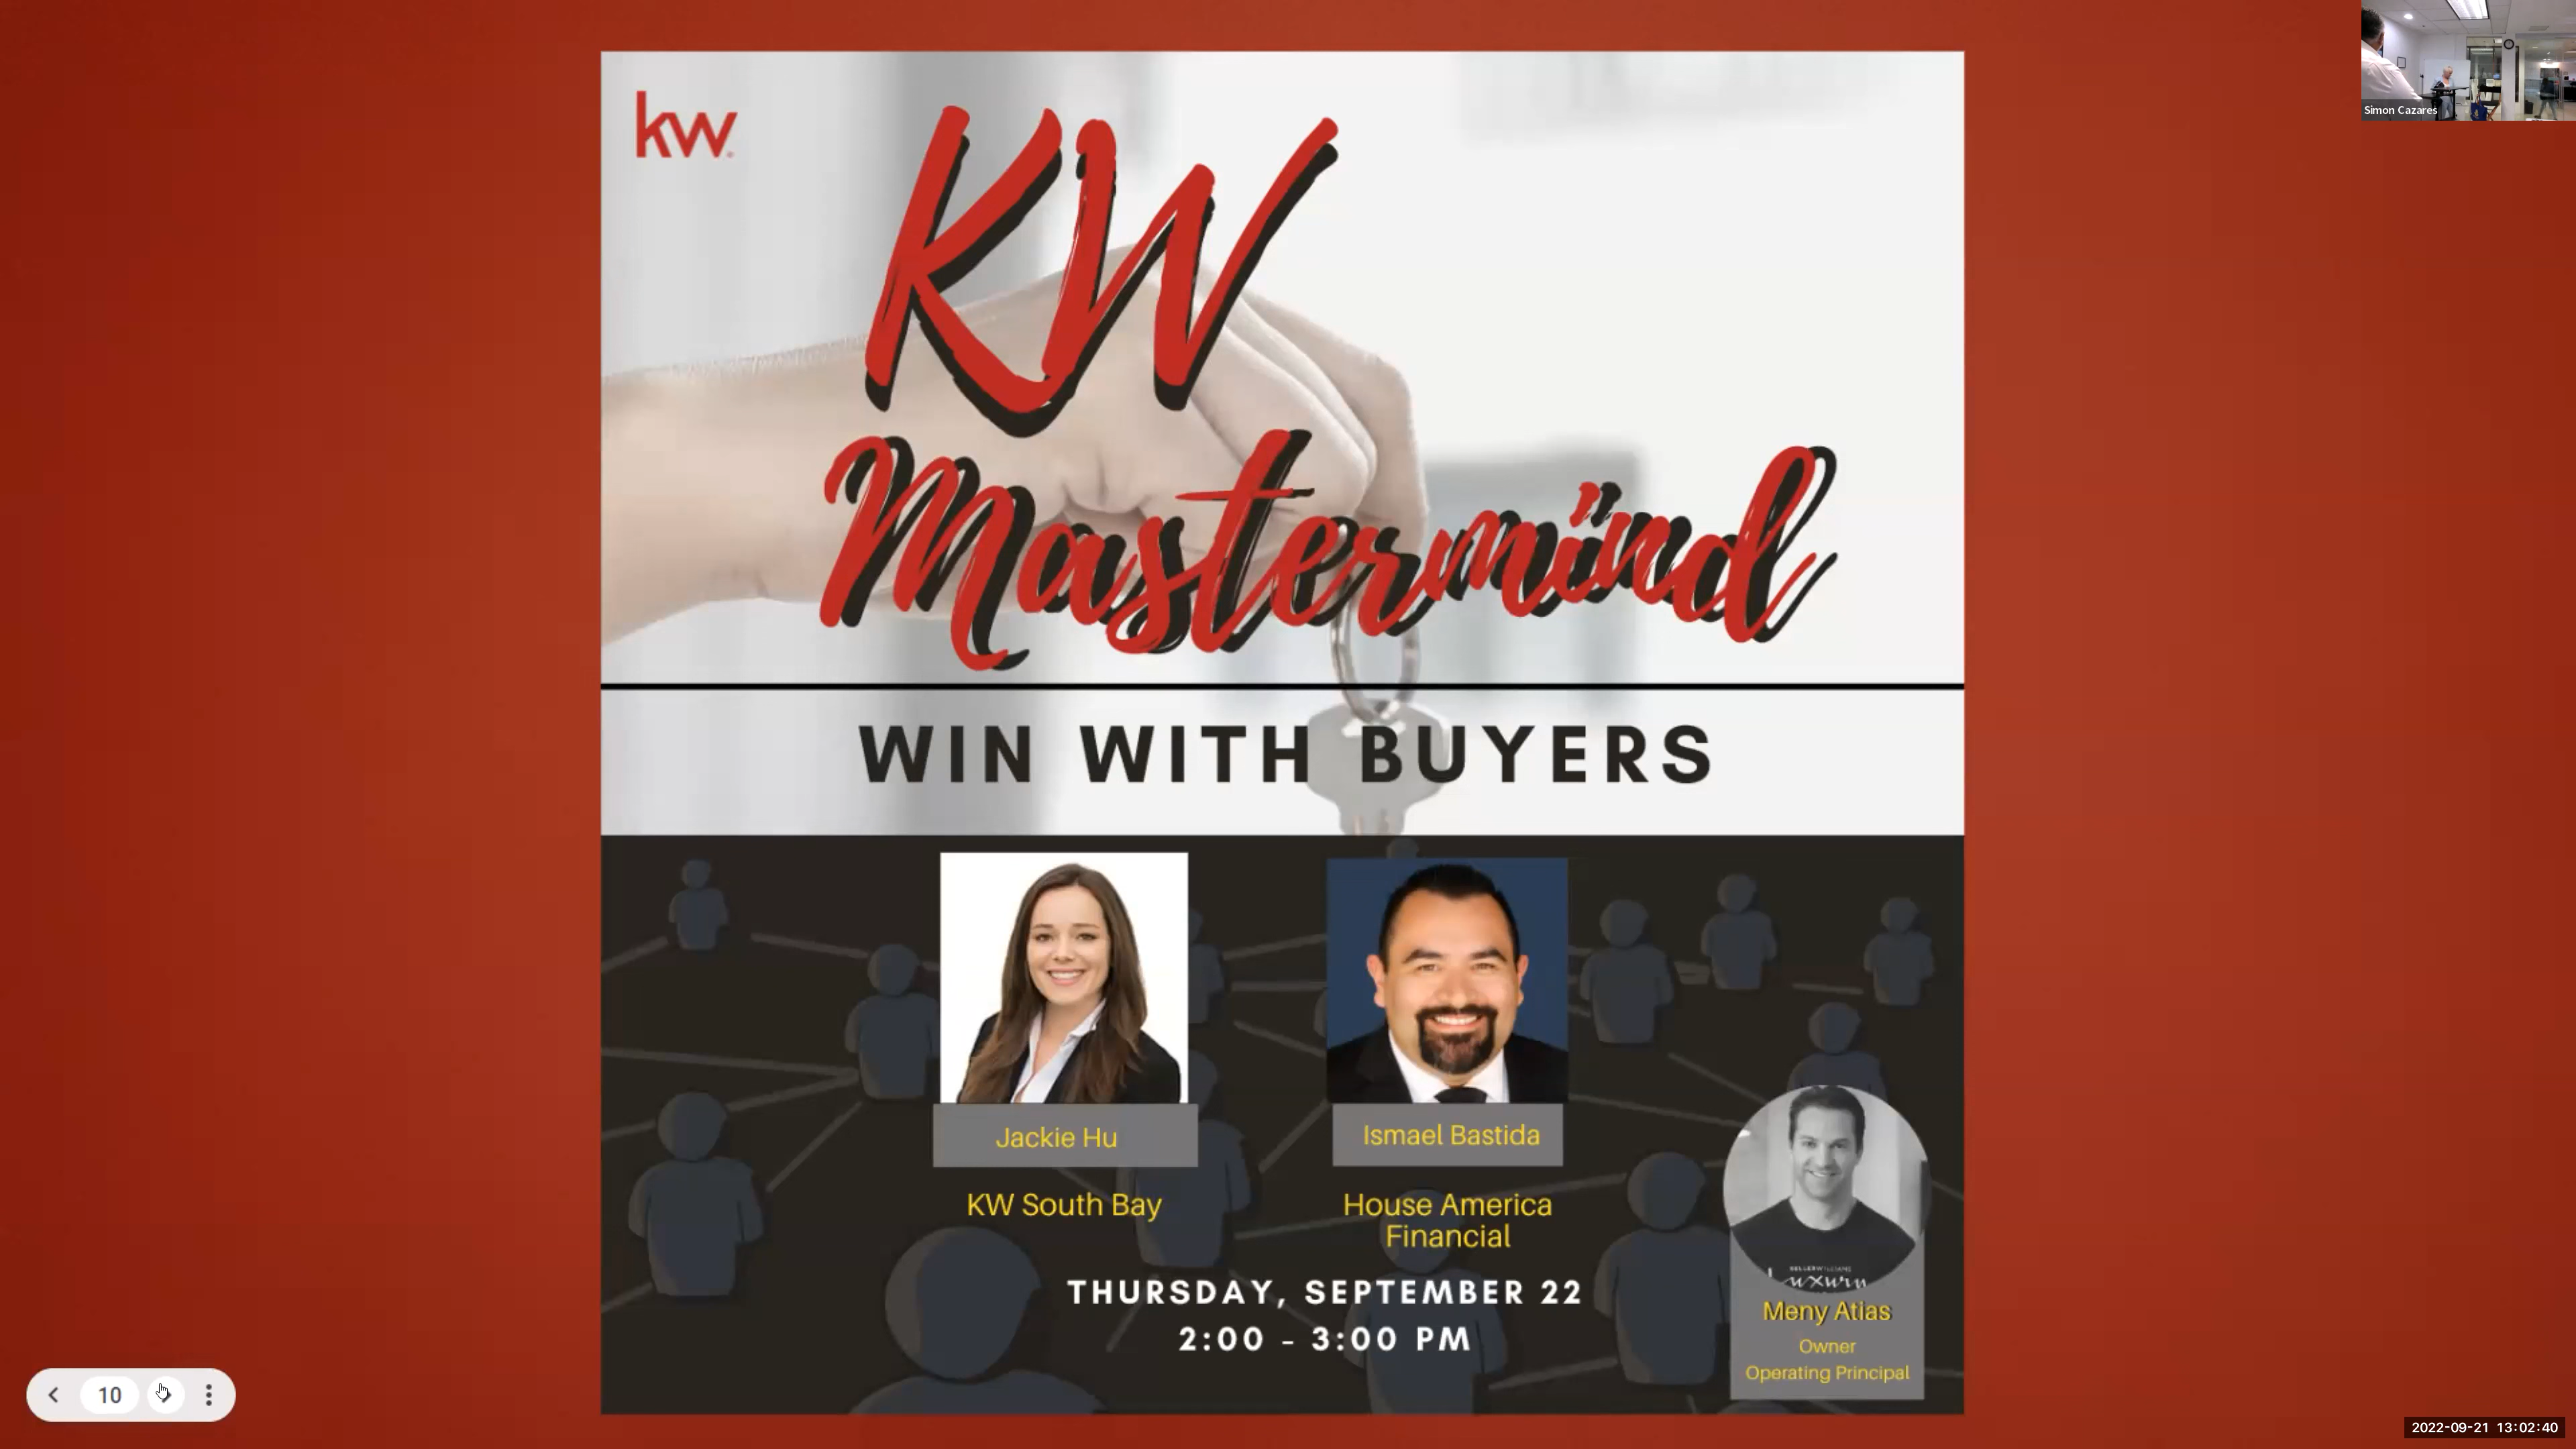 kw
KW
Mastermind
WIN WITH BUYERS
Jackie Hu
KW South Bay
Ismael Bastida
House America
Financial
THURSDAY, SEPTEMBER 22
2:00 - 3:00 PM
KELLERWILLIAMS
Luxury
Meny Atias
Owner
Operating Principal
Simon Cazares
10
2022-09-21 13:02:40